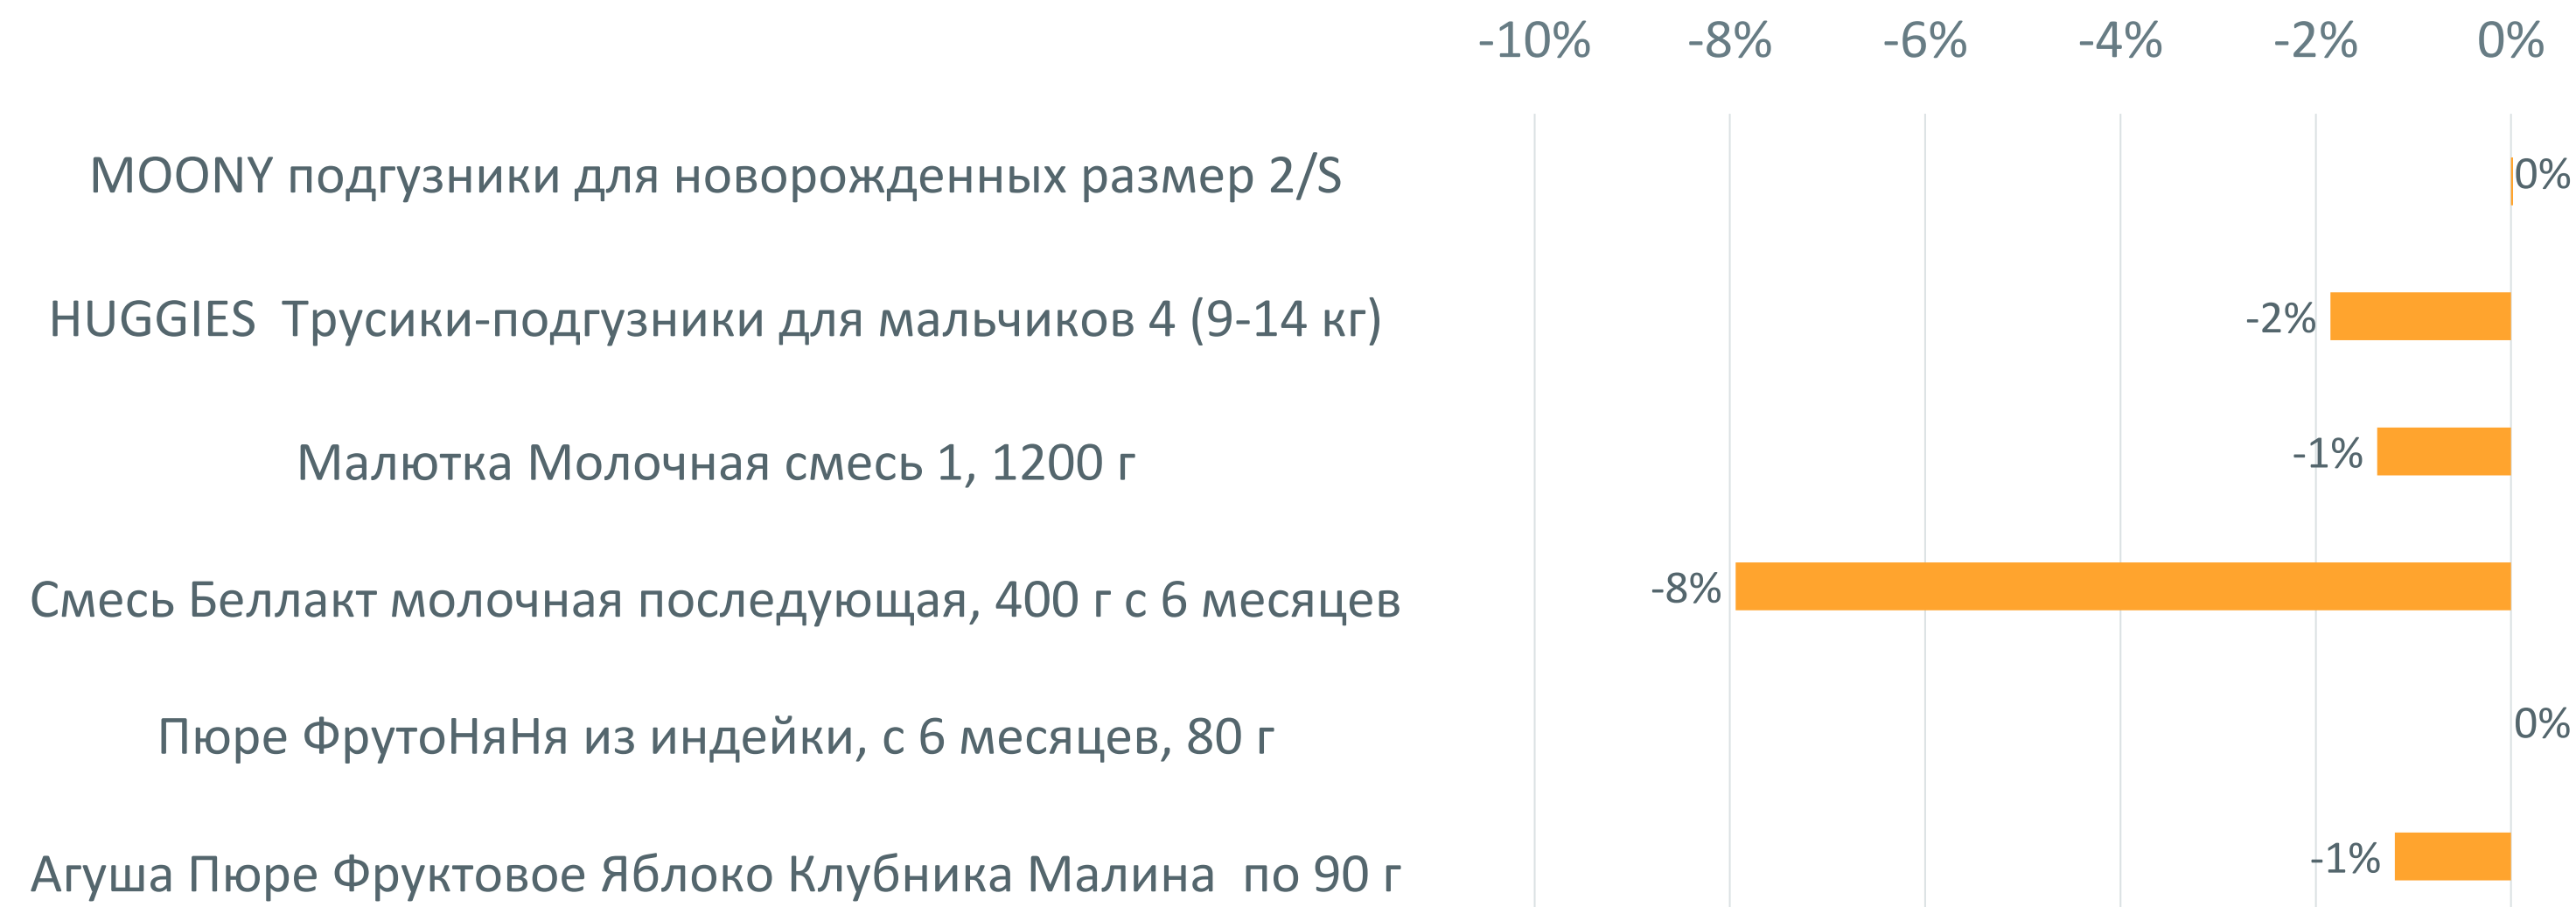 -10% -8% -6% -4% -2% 0%
MOONY подгузники для новорожденных размер 2/S 0%
HUGGIES Трусики-подгузники для мальчиков 4 (9-14 кг) -2%
Малютка Молочная смесь 1, 1200 г -1%
Смесь Беллакт молочная последующая, 400 г с 6 месяцев -8%
Пюре ФрутоНяНя из индейки, с 6 месяцев, 80 г 0%
Агуша Пюре Фруктовое Яблоко Клубника Малина по 90 г -1%